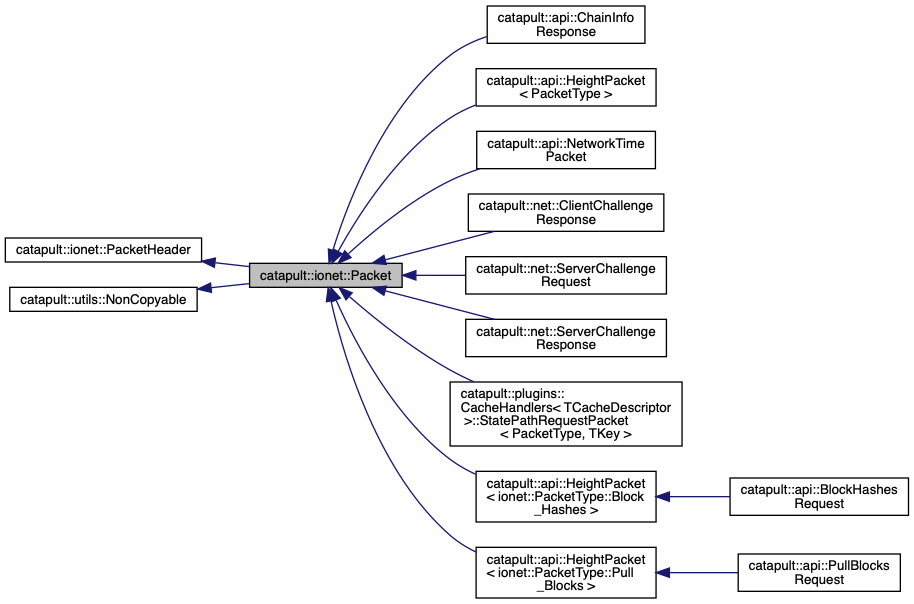 catapult::api::ChainInfo
Response
catapult::api::HeightPacket
< PacketType >
catapult::api::NetworkTime
Packet
catapult::net::ClientChallenge
Response
catapult::ionet::PacketHeader
catapult::ionet::Packet
catapult::utils::NonCopyable
catapult::net::ServerChallenge
Request
catapult::net::ServerChallenge
Response
catapult::plugins::
CacheHandlers< TCacheDescriptor
>::StatePathRequestPacket
< PacketType, TKey >
catapult::api::HeightPacket
< ionet::PacketType::Block
_Hashes >
catapult::api::BlockHashes
Request
catapult::api::HeightPacket
< ionet::PacketType::Pull
_Blocks >
catapult::api::PullBlocks
Request